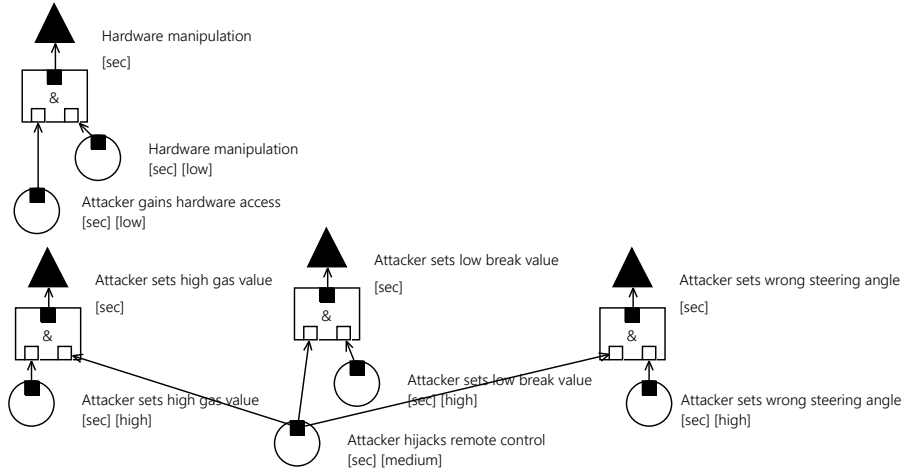 Hardware manipulation
[sec]
&
Hardware manipulation
[sec] [low]
Attacker gains hardware access
[sec] [low]
Attacker sets high gas value
[sec]
&
Attacker sets low break value
[sec]
&
Attacker sets wrong steering angle
[sec]
&
Attacker sets high gas value
[sec] [high]
Attacker sets low break value
[sec] [high]
Attacker sets wrong steering angle
[sec] [high]
Attacker hijacks remote control
[sec] [medium]